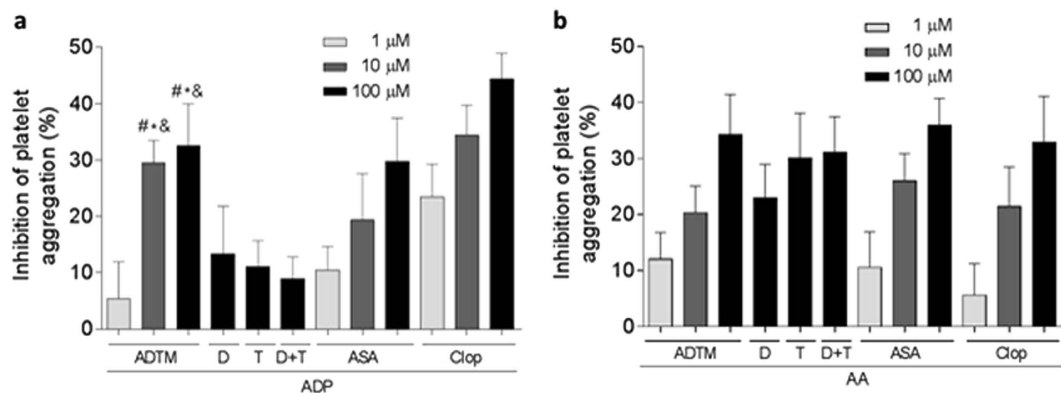 a
Inhibition of platelet
aggregation (%)
50
40
30
20
10
0
1 μM
10 μM
100 μM
#*&
#*&
ADTM D T D+T ASA Clop
ADP
b
Inhibition of platelet
aggregation (%)
50
40
30
20
10
0
1 μM
10 μM
100 μM
ADTM D T D+T ASA Clop
AA